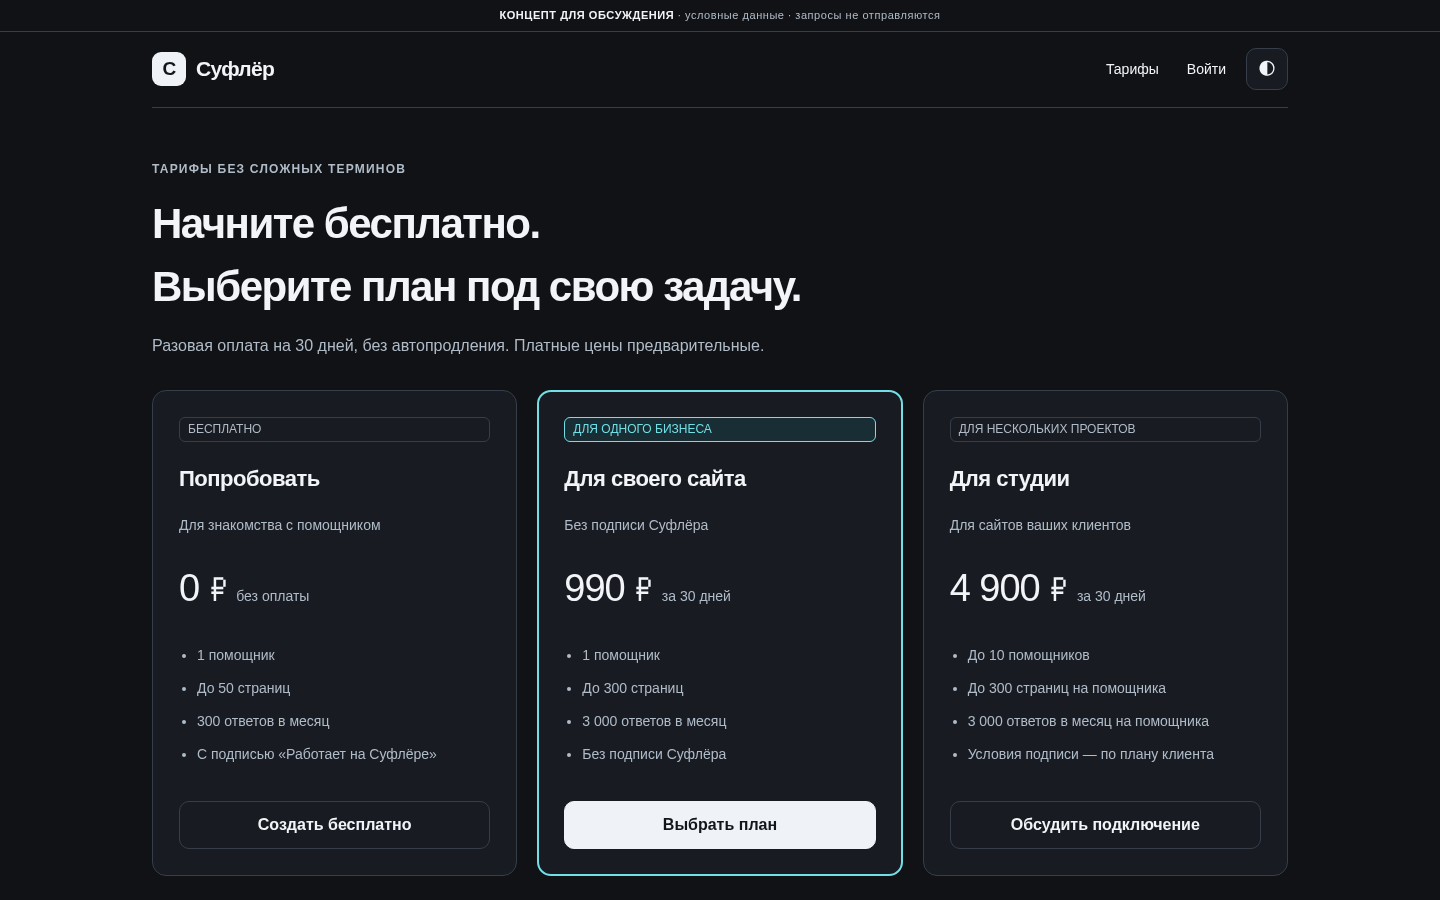 КОНЦЕПТ ДЛЯ ОБСУЖДЕНИЯ · условные данные · запросы не отправляются
С Суфлёр
Тарифы Войти
ТАРИФЫ БЕЗ СЛОЖНЫХ ТЕРМИНОВ
Начните бесплатно.
Выберите план под свою задачу.
Разовая оплата на 30 дней, без автопродления. Платные цены предварительные.
БЕСПЛАТНО
Попробовать
Для знакомства с помощником
0 ₽ без оплаты
• 1 помощник
• До 50 страниц
• 300 ответов в месяц
• С подписью «Работает на Суфлёре»
Создать бесплатно
ДЛЯ ОДНОГО БИЗНЕСА
Для своего сайта
Без подписи Суфлёра
990 ₽ за 30 дней
• 1 помощник
• До 300 страниц
• 3 000 ответов в месяц
• Без подписи Суфлёра
Выбрать план
ДЛЯ НЕСКОЛЬКИХ ПРОЕКТОВ
Для студии
Для сайтов ваших клиентов
4 900 ₽ за 30 дней
• До 10 помощников
• До 300 страниц на помощника
• 3 000 ответов в месяц на помощника
• Условия подписи — по плану клиента
Обсудить подключение